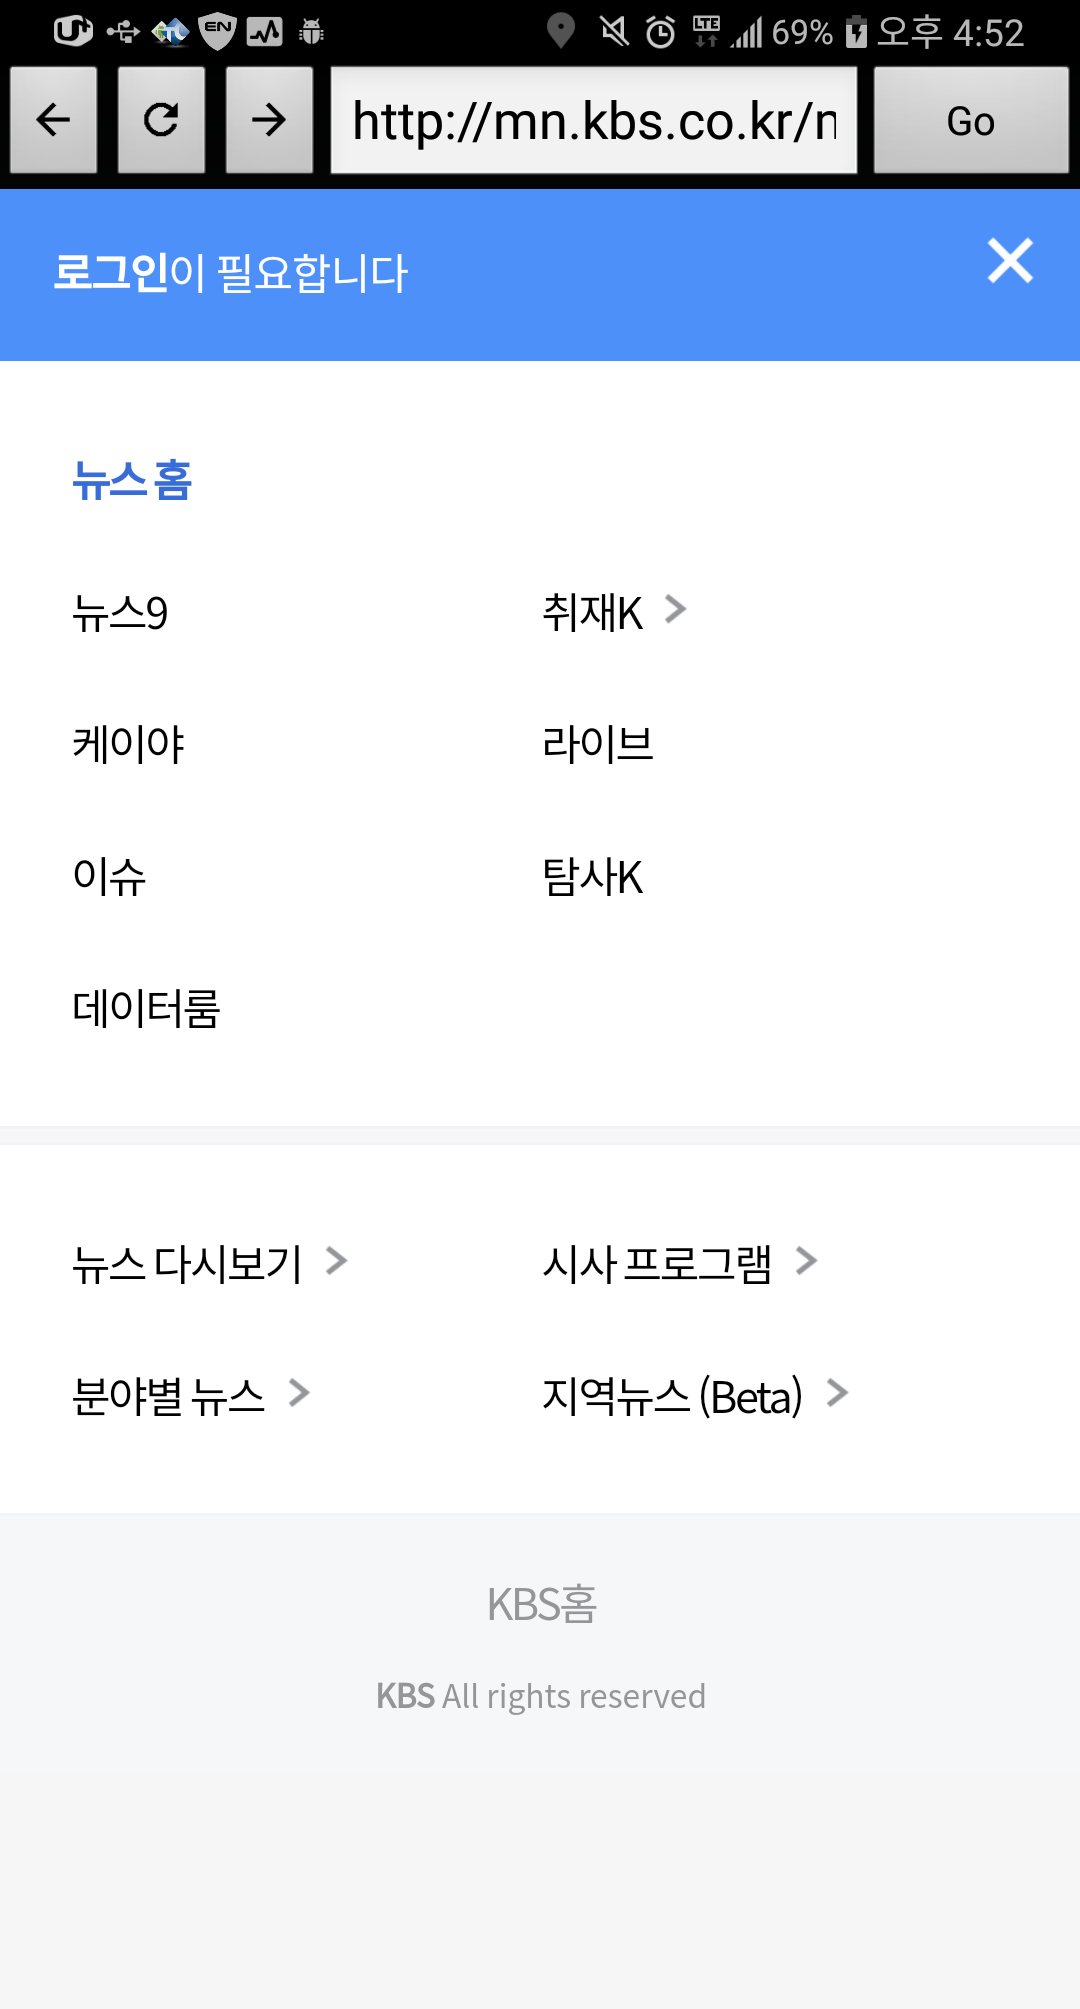 EN LTE 69% 오후 4:52
http://mn.kbs.co.kr/n Go
로그인이 필요합니다
뉴스 홈
뉴스9 취재K
케이야 라이브
이슈 탐사K
데이터룸
뉴스 다시보기 시사 프로그램
분야별 뉴스 지역뉴스 (Beta)
KBS홈
KBS All rights reserved